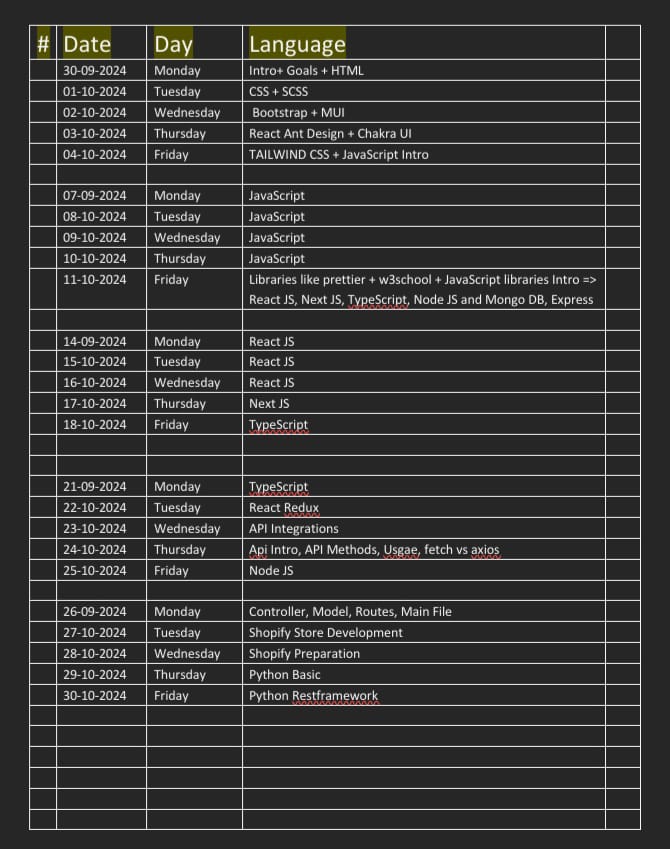 # Date Day Language
30-09-2024 Monday Intro+ Goals + HTML
01-10-2024 Tuesday CSS + SCSS
02-10-2024 Wednesday Bootstrap + MUI
03-10-2024 Thursday React Ant Design + Chakra UI
04-10-2024 Friday TAILWIND CSS + JavaScript Intro
07-09-2024 Monday JavaScript
08-10-2024 Tuesday JavaScript
09-10-2024 Wednesday JavaScript
10-10-2024 Thursday JavaScript
11-10-2024 Friday Libraries like prettier + w3school + JavaScript libraries Intro =>
React JS, Next JS, TypeScript, Node JS and Mongo DB, Express
14-09-2024 Monday React JS
15-10-2024 Tuesday React JS
16-10-2024 Wednesday React JS
17-10-2024 Thursday Next JS
18-10-2024 Friday TypeScript
21-09-2024 Monday TypeScript
22-10-2024 Tuesday React Redux
23-10-2024 Wednesday API Integrations
24-10-2024 Thursday Api Intro, API Methods, Usgae, fetch vs axios
25-10-2024 Friday Node JS
26-09-2024 Monday Controller, Model, Routes, Main File
27-10-2024 Tuesday Shopify Store Development
28-10-2024 Wednesday Shopify Preparation
29-10-2024 Thursday Python Basic
30-10-2024 Friday Python Restframework